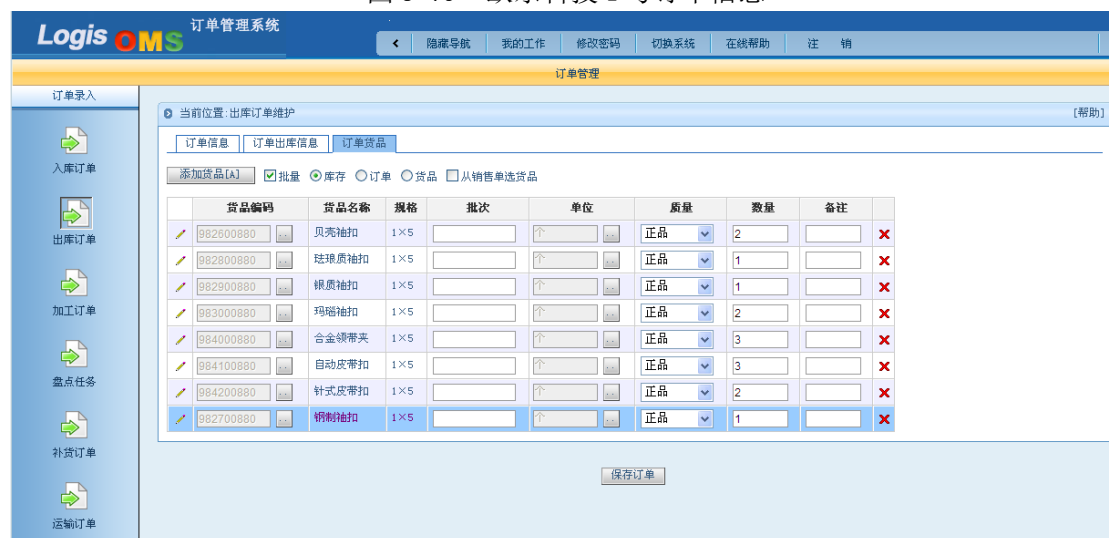 Logis OMS 订单管理系统
隐藏导航 我的工作 修改密码 切换系统 在线帮助 注 销
订单管理
订单录入
入库订单
出库订单
加工订单
盘点任务
补货订单
运输订单
当前位置:出库订单维护 [帮助]
订单信息 订单出库信息 订单货品
添加货品[A] 批量 库存 订单 货品 从销售单选货品
货品编码 货品名称 规格 批次 单位 质量 数量 备注
982600880 .. 贝壳袖扣 1×5 个 .. 正品 2
982800880 .. 珐琅质袖扣 1×5 个 .. 正品 1
982900880 .. 银质袖扣 1×5 个 .. 正品 1
983000880 .. 玛瑙袖扣 1×5 个 .. 正品 2
984000880 .. 合金领带夹 1×5 个 .. 正品 3
984100880 .. 自动皮带扣 1×5 个 .. 正品 3
984200880 .. 针式皮带扣 1×5 个 .. 正品 2
982700880 .. 铜制袖扣 1×5 个 .. 正品 1
保存订单